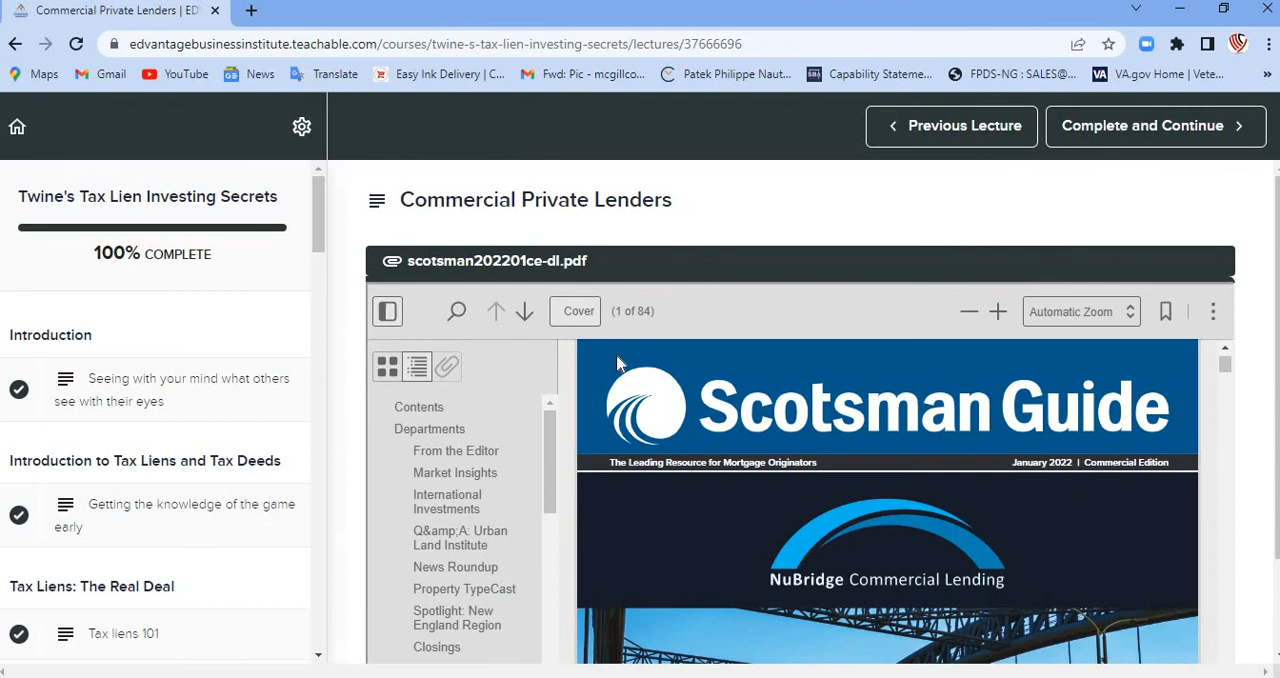 Commercial Private Lenders | ED
edvantagebusinessinstitute.teachable.com/courses/twine-s-tax-lien-investing-secrets/lectures/37666696
Maps
Gmail
YouTube
News
Translate
Easy Ink Delivery | C...
Fwd: Pic - mcgillco...
Patek Philippe Naut...
Capability Stateme...
FPDS-NG : SALES@...
VA.gov Home | Vete...
»
Previous Lecture
Complete and Continue
Twine's Tax Lien Investing Secrets
100% COMPLETE
Introduction
Seeing with your mind what others
see with their eyes
Introduction to Tax Liens and Tax Deeds
Getting the knowledge of the game
early
Tax Liens: The Real Deal
Tax liens 101
Commercial Private Lenders
scotsman202201ce-dl.pdf
Cover
(1 of 84)
Automatic Zoom
Contents
Departments
From the Editor
Market Insights
International
Investments
Q&amp;A: Urban
Land Institute
News Roundup
Property TypeCast
Spotlight: New
England Region
Closings
Scotsman Guide
The Leading Resource for Mortgage Originators
January 2022 | Commercial Edition
NuBridge Commercial Lending